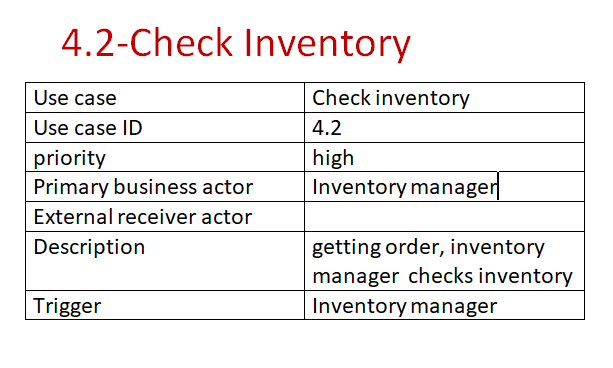 4.2-Check Inventory
Use case Check inventory
Use case ID 4.2
priority high
Primary business actor Inventory manager
External receiver actor
Description getting order, inventory
manager checks inventory
Trigger Inventory manager